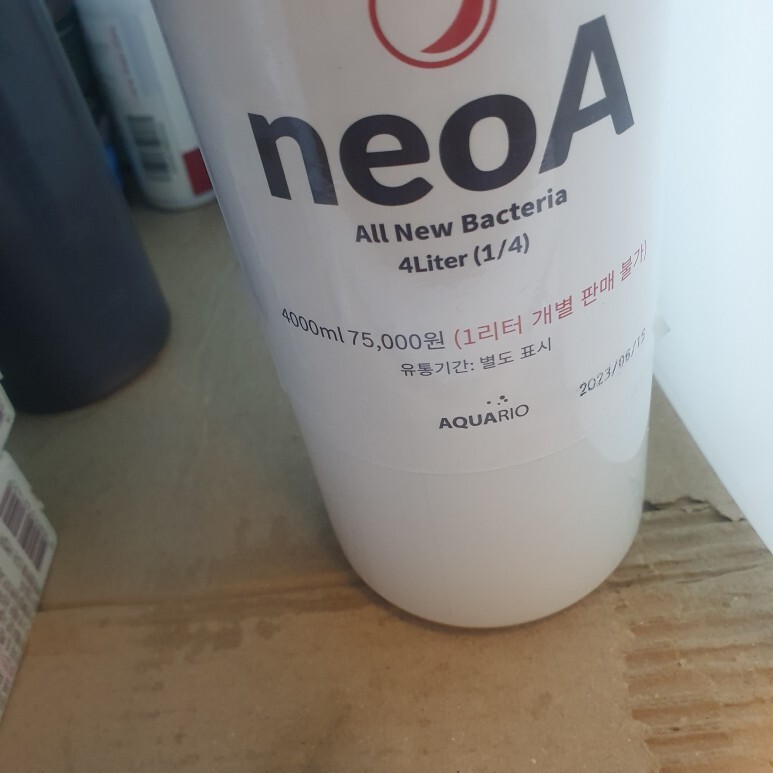 neoA
All New Bacteria
4Liter (1/4)
4000ml 75,000원 (1리터 개별 판매 불가)
유통기간: 별도 표시
2023/06/15
AQUARIO